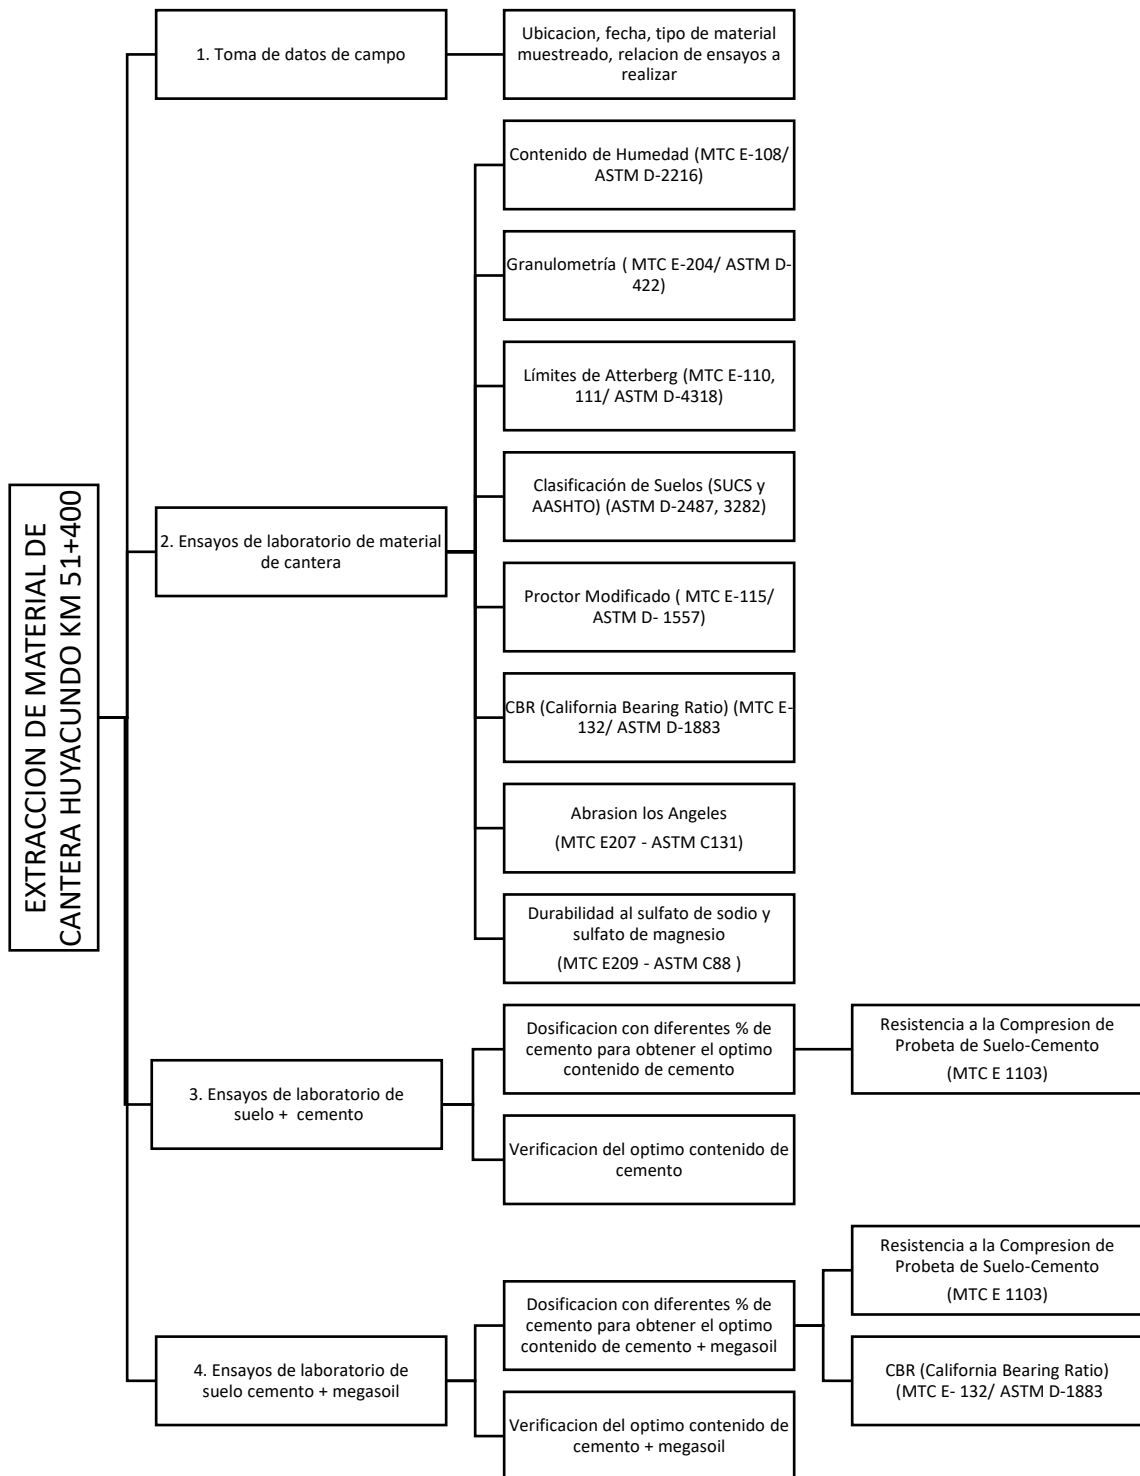 EXTRACCION DE MATERIAL DE
CANTERA HUYACUNDO KM 51+400
1. Toma de datos de campo
Ubicacion, fecha, tipo de material
muestreado, relacion de ensayos a
realizar
2. Ensayos de laboratorio de material
de cantera
Contenido de Humedad (MTC E-108/
ASTM D-2216)
Granulometría ( MTC E-204/ ASTM D-
422)
Límites de Atterberg (MTC E-110,
111/ ASTM D-4318)
Clasificación de Suelos (SUCS y
AASHTO) (ASTM D-2487, 3282)
Proctor Modificado ( MTC E-115/
ASTM D- 1557)
CBR (California Bearing Ratio) (MTC E-
132/ ASTM D-1883
Abrasion los Angeles
(MTC E207 - ASTM C131)
Durabilidad al sulfato de sodio y
sulfato de magnesio
(MTC E209 - ASTM C88 )
3. Ensayos de laboratorio de
suelo + cemento
Dosificacion con diferentes % de
cemento para obtener el optimo
contenido de cemento
Resistencia a la Compresion de
Probeta de Suelo-Cemento
(MTC E 1103)
Verificacion del optimo contenido de
cemento
4. Ensayos de laboratorio de
suelo cemento + megasoil
Dosificacion con diferentes % de
cemento para obtener el optimo
contenido de cemento + megasoil
Resistencia a la Compresion de
Probeta de Suelo-Cemento
(MTC E 1103)
CBR (California Bearing Ratio)
(MTC E- 132/ ASTM D-1883
Verificacion del optimo contenido de
cemento + megasoil